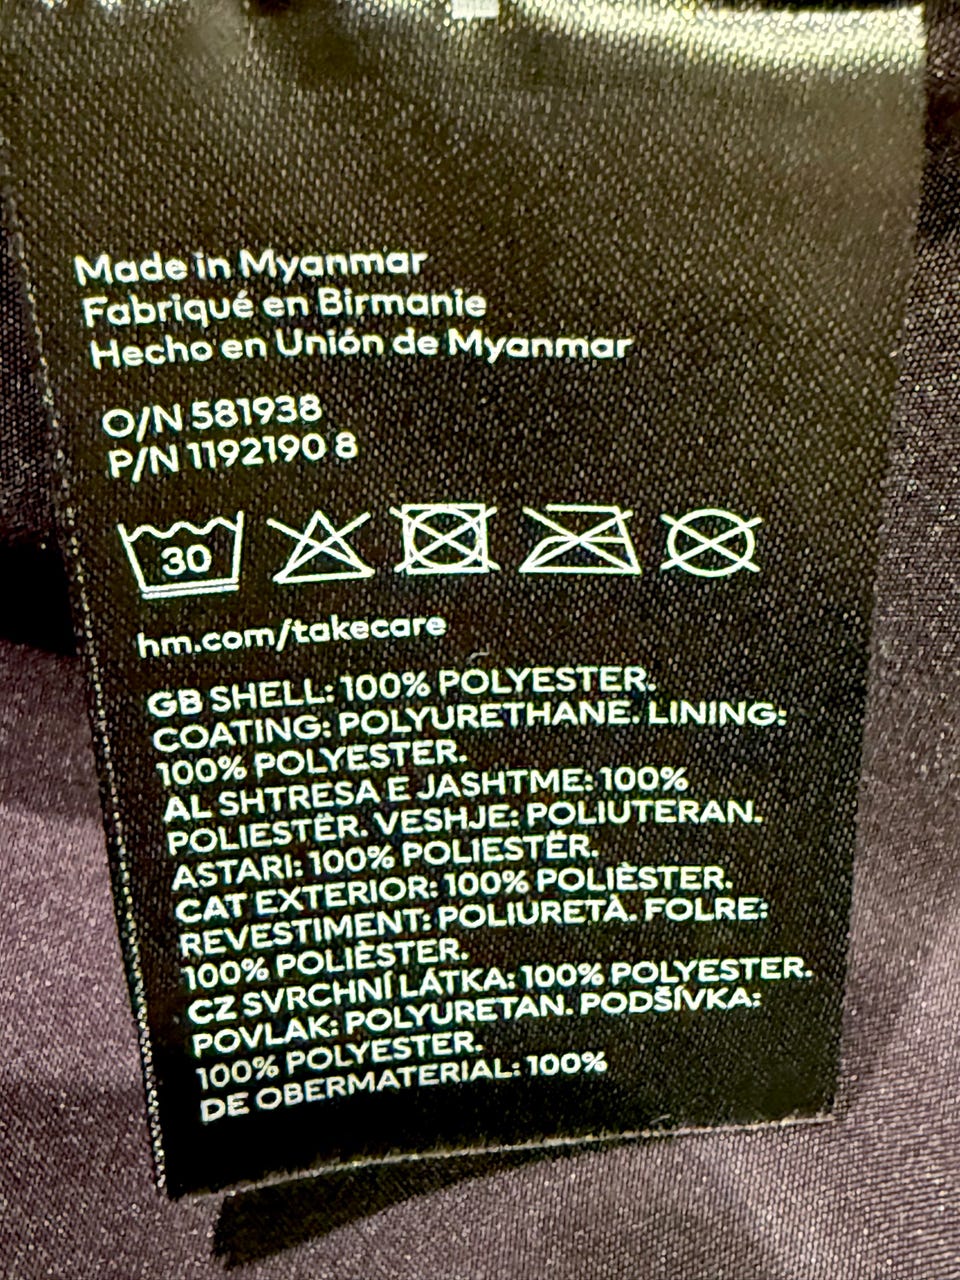 Made in Myanmar
Fabriqué en Birmanie
Hecho en Unión de Myanmar
O/N 581938
P/N 1192190 8
30
hm.com/takecare
GB SHELL: 100% POLYESTER.
COATING: POLYURETHANE. LINING:
100% POLYESTER.
AL SHTRESA E JASHTME: 100%
POLIESTËR. VESHJE: POLIUTERAN.
ASTARI: 100% POLIESTËR.
CAT EXTERIOR: 100% POLIÈSTER.
REVESTIMENT: POLIURETÀ. FOLRE:
100% POLIÈSTER.
CZ SVRCHNÍ LÁTKA: 100% POLYESTER.
POVLAK: POLYURETAN. PODŠÍVKA:
100% POLYESTER.
DE OBERMATERIAL: 100%